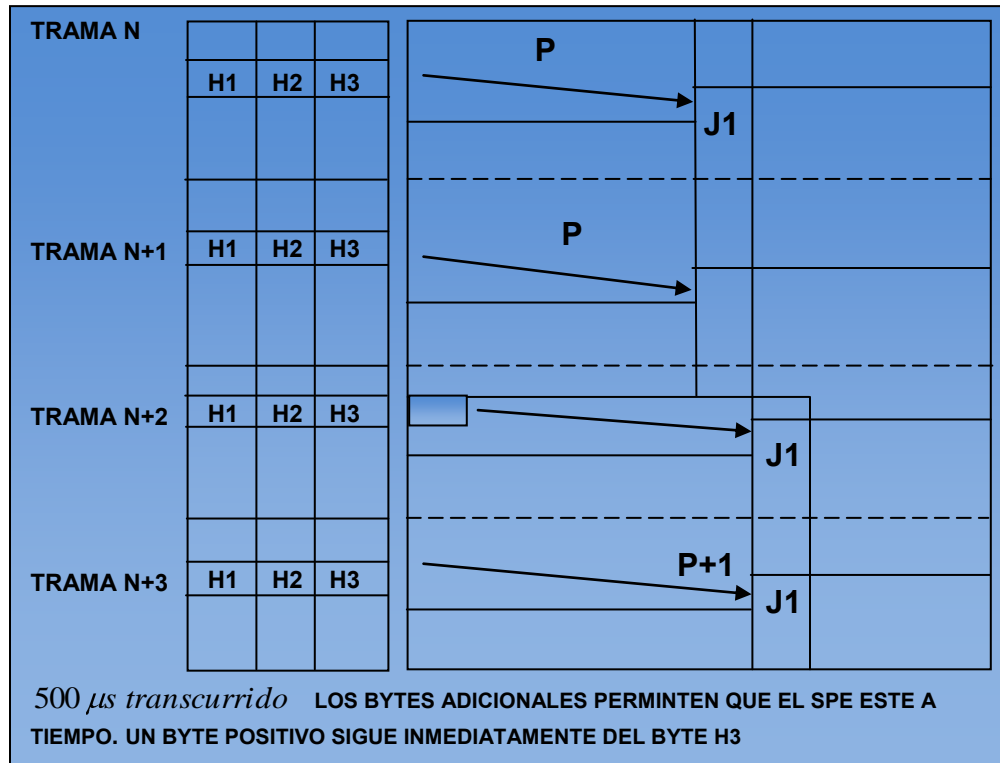 TRAMA N
P
H1 H2 H3
J1
P
TRAMA N+1 H1 H2 H3
TRAMA N+2 H1 H2 H3
J1
P+1
TRAMA N+3 H1 H2 H3
J1
500 μs transcurrido LOS BYTES ADICIONALES PERMINTEN QUE EL SPE ESTE A
TIEMPO. UN BYTE POSITIVO SIGUE INMEDIATAMENTE DEL BYTE H3